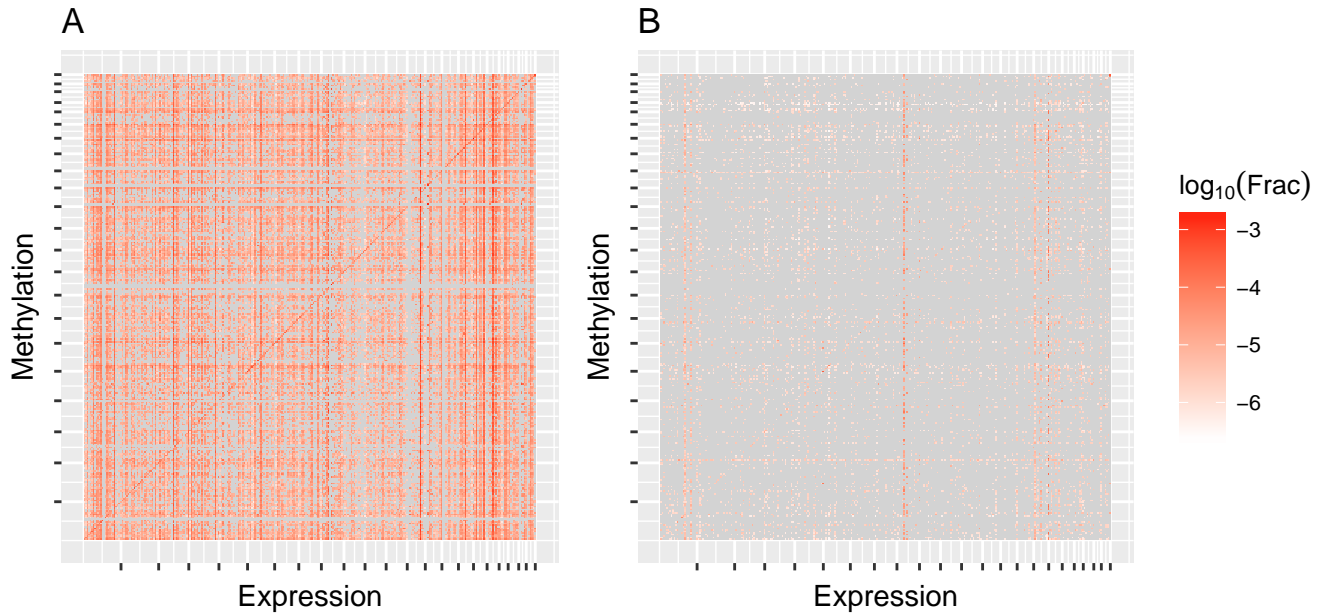 A
B
Methylation
Expression
Methylation
Expression
log₁₀(Frac)
−3
−4
−5
−6